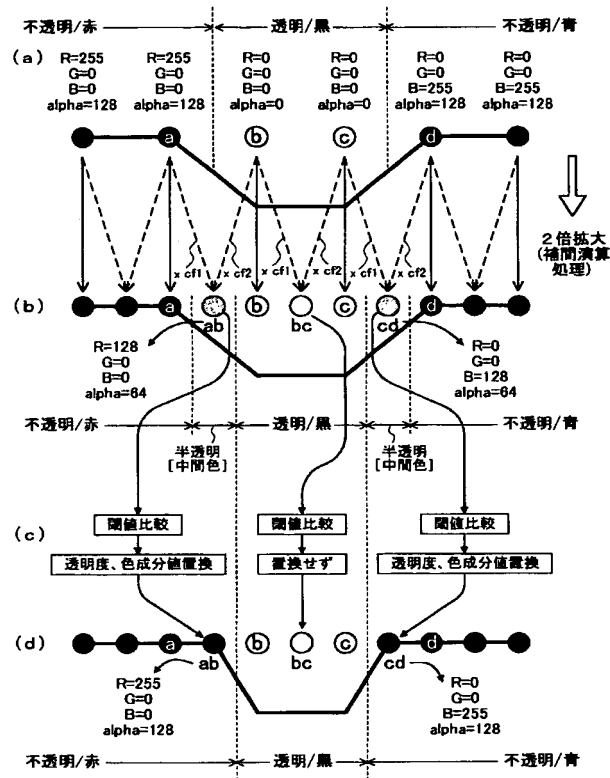 不透明/赤 透明/黒 不透明/青
(a)
R=255 R=255 R=0 R=0 R=0 R=0
G=0 G=0 G=0 G=0 G=0 G=0
B=0 B=0 B=0 B=0 B=255 B=255
alpha=128 alpha=128 alpha=0 alpha=0 alpha=128 alpha=128
a b c d
2倍拡大
(補間演算
処理)
x cf1 x cf2 x cf1 x cf2 x cf1 x cf2
(b)
a ab b bc c cd d
R=128 R=0
G=0 G=0
B=0 B=128
alpha=64 alpha=64
不透明/赤 透明/黒 不透明/青
半透明 半透明
[中間色] [中間色]
(c)
閾値比較 閾値比較 閾値比較
透明度、色成分値置換 置換せず 透明度、色成分値置換
(d)
a ab b bc c cd d
R=255 R=0
G=0 G=0
B=0 B=255
alpha=128 alpha=128
不透明/赤 透明/黒 不透明/青